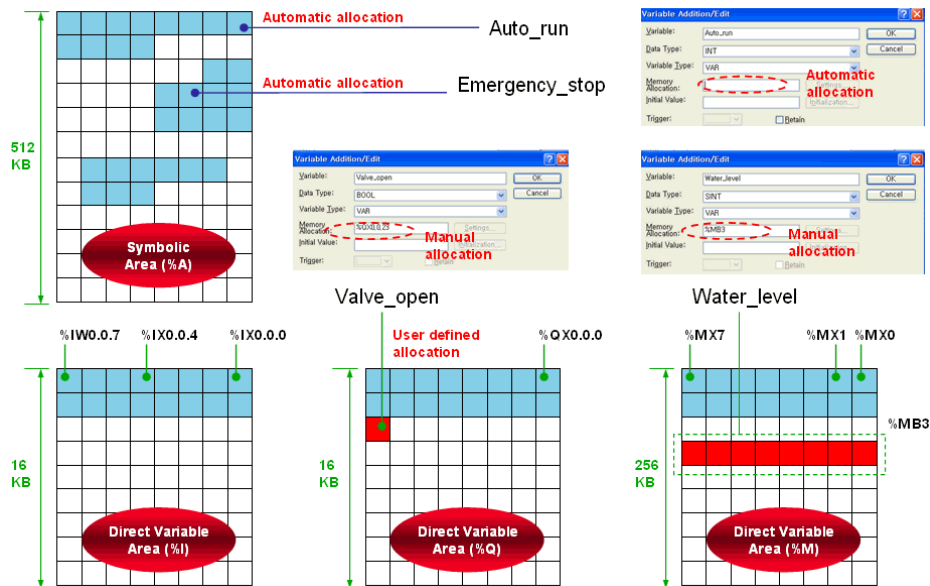 Automatic allocation
Auto_run
Automatic allocation
Emergency_stop
512
KB
Symbolic
Area (%A)
Variable Addition/Edit
Variable:
Auto_run
OK
Data Type:
INT
Cancel
Variable Type:
VAR
Memory
Allocation:
Automatic
allocation
Initial Value:
Initialization...
Trigger:
Retain
Variable Addition/Edit
Variable:
Valve_open
OK
Data Type:
BOOL
Cancel
Variable Type:
VAR
Memory
Allocation:
%QX0.0.23
Settings...
Manual
allocation
Initial Value:
Initialization...
Trigger:
Retain
Variable Addition/Edit
Variable:
Water_level
OK
Data Type:
SINT
Cancel
Variable Type:
VAR
Memory
Allocation:
%MB3
Manual
allocation
Initial Value:
Trigger:
Retain
Valve_open
Water_level
%IW0.0.7
%IX0.0.4
%IX0.0.0
User defined
allocation
%QX0.0.0
%MX7
%MX1
%MX0
%MB3
16
KB
Direct Variable
Area (%I)
16
KB
Direct Variable
Area (%Q)
256
KB
Direct Variable
Area (%M)